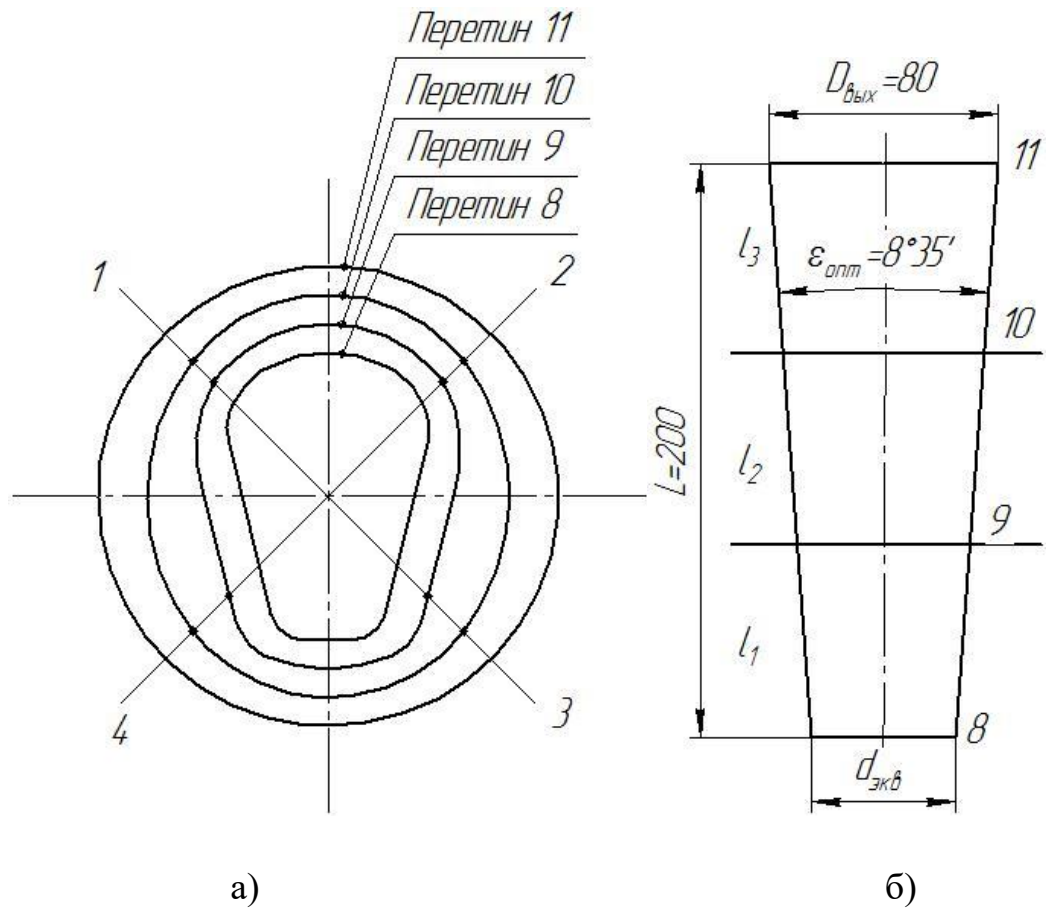 Перетин 11
Перетин 10
Перетин 9
Перетин 8
1
2
3
4
Dвых=80
11
l3
εопт=8°35'
10
L=200
l2
9
l1
8
dэкв
а)
б)